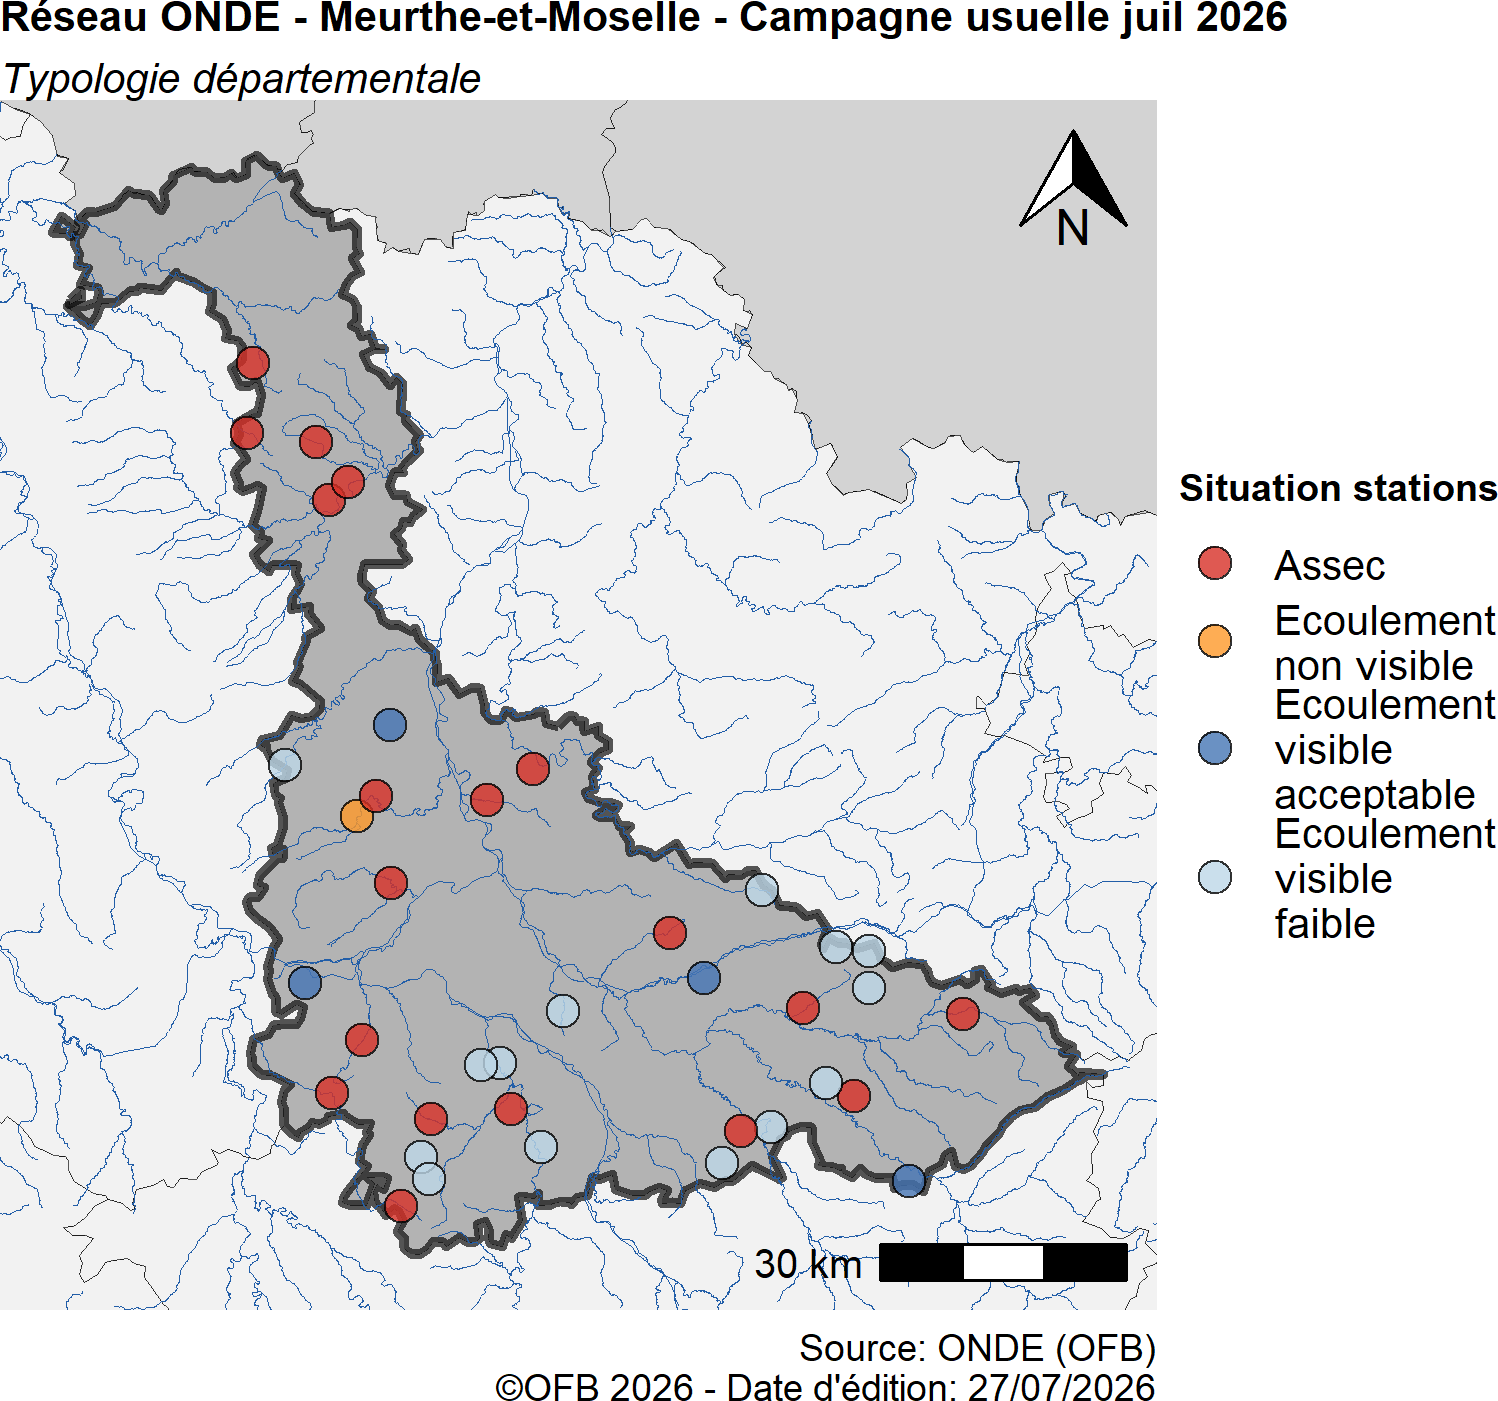 Réseau ONDE - Meurthe-et-Moselle - Campagne usuelle juil 2026
Typologie départementale
N
Situation stations
Assec
Ecoulement
non visible
Ecoulement
visible
acceptable
Ecoulement
visible
faible
30 km
Source: ONDE (OFB)
©OFB 2026 - Date d'édition: 27/07/2026